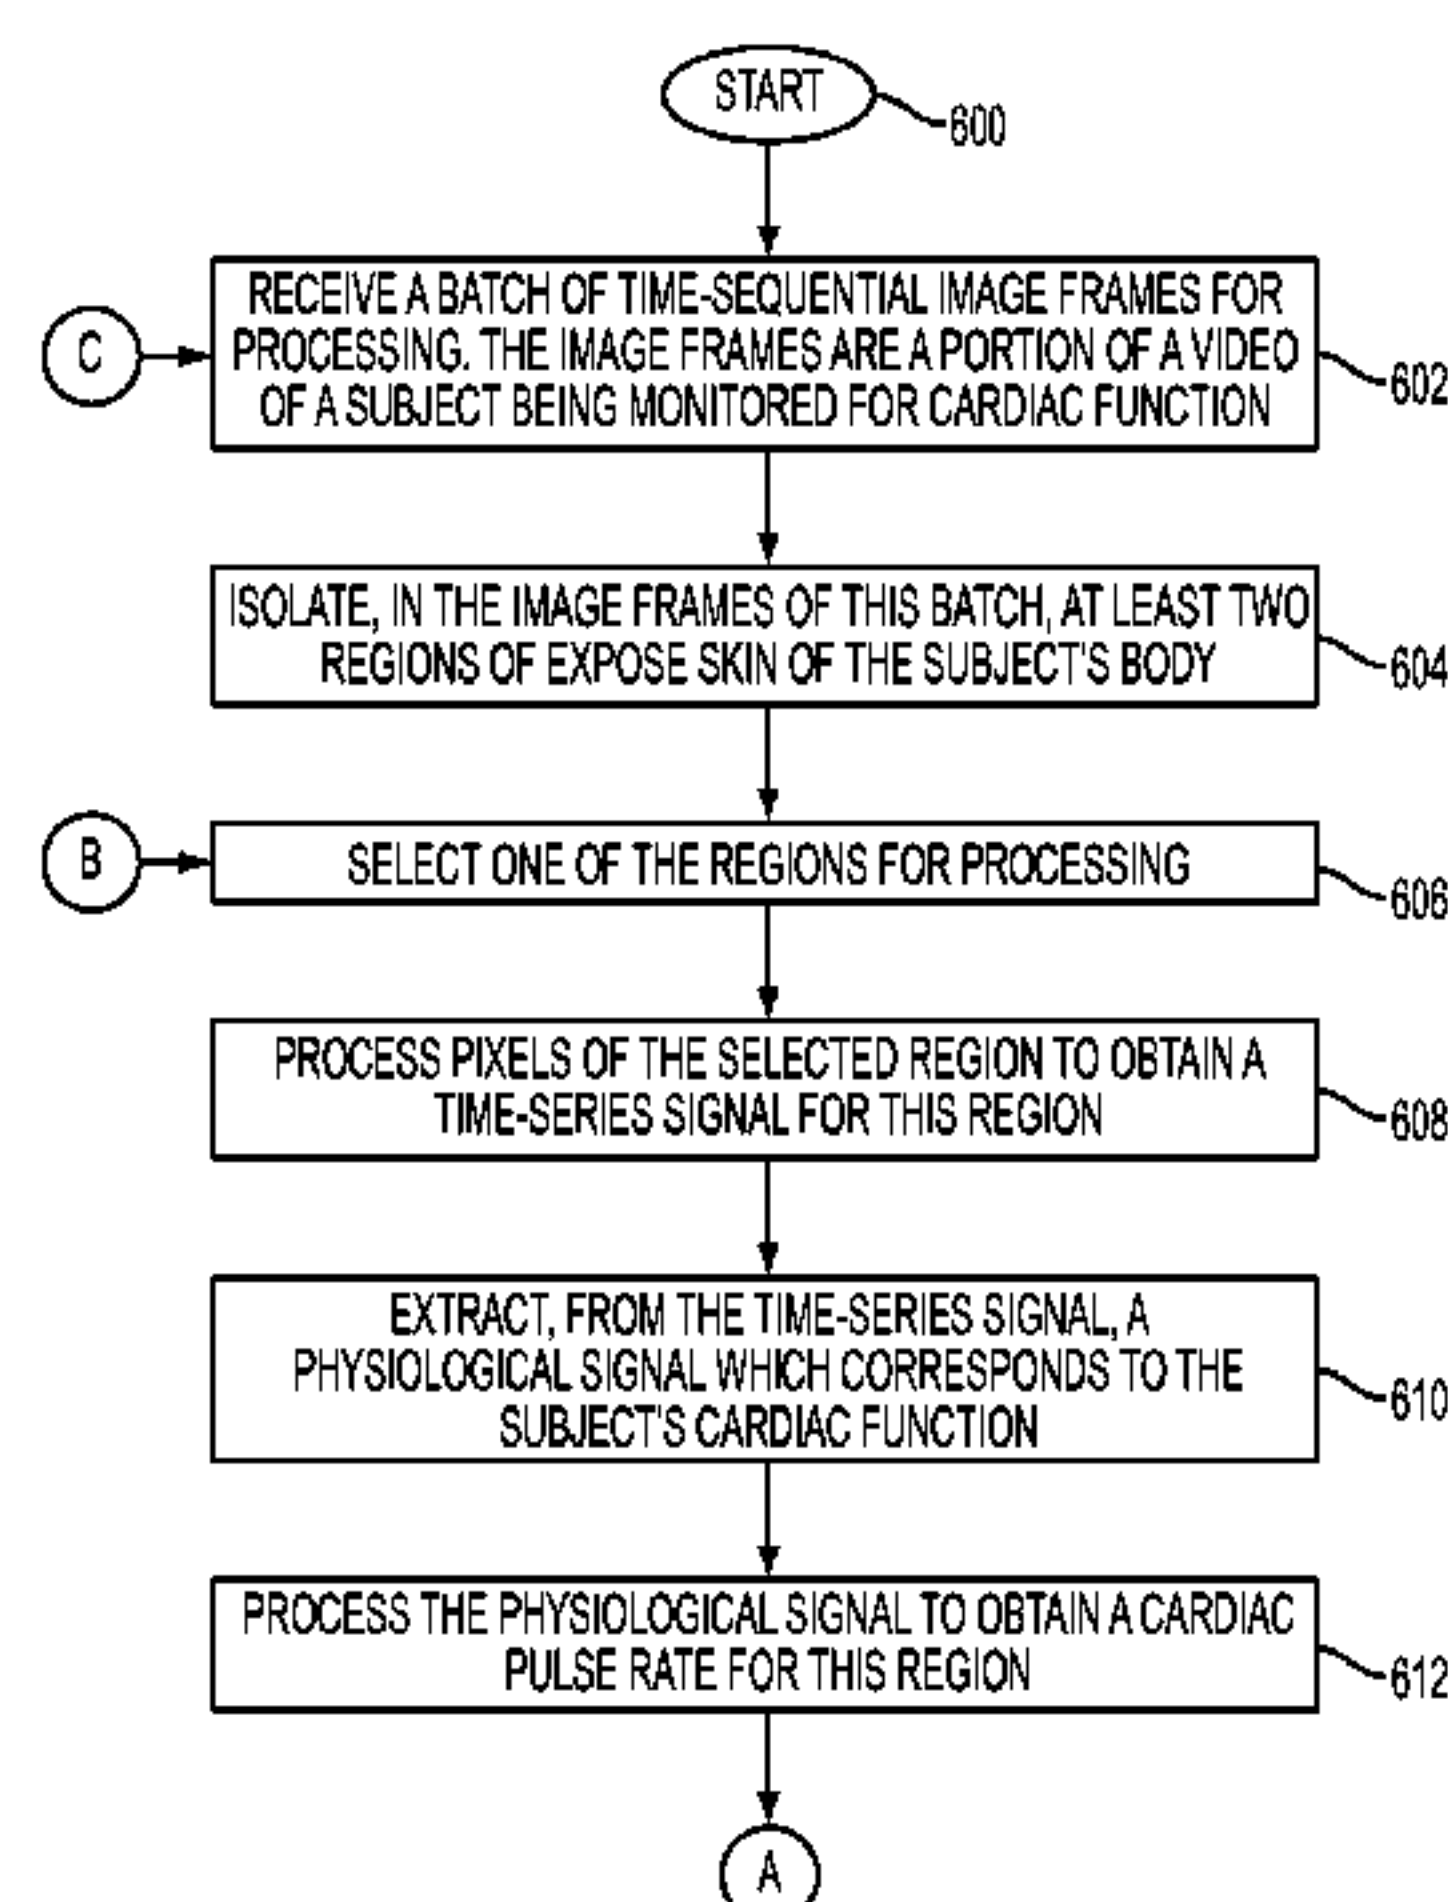 START
600
C
RECEIVE A BATCH OF TIME-SEQUENTIAL IMAGE FRAMES FOR
PROCESSING. THE IMAGE FRAMES ARE A PORTION OF A VIDEO
OF A SUBJECT BEING MONITORED FOR CARDIAC FUNCTION
602
ISOLATE, IN THE IMAGE FRAMES OF THIS BATCH, AT LEAST TWO
REGIONS OF EXPOSE SKIN OF THE SUBJECT'S BODY
604
B
SELECT ONE OF THE REGIONS FOR PROCESSING
606
PROCESS PIXELS OF THE SELECTED REGION TO OBTAIN A
TIME-SERIES SIGNAL FOR THIS REGION
608
EXTRACT, FROM THE TIME-SERIES SIGNAL, A
PHYSIOLOGICAL SIGNAL WHICH CORRESPONDS TO THE
SUBJECT'S CARDIAC FUNCTION
610
PROCESS THE PHYSIOLOGICAL SIGNAL TO OBTAIN A CARDIAC
PULSE RATE FOR THIS REGION
612
A